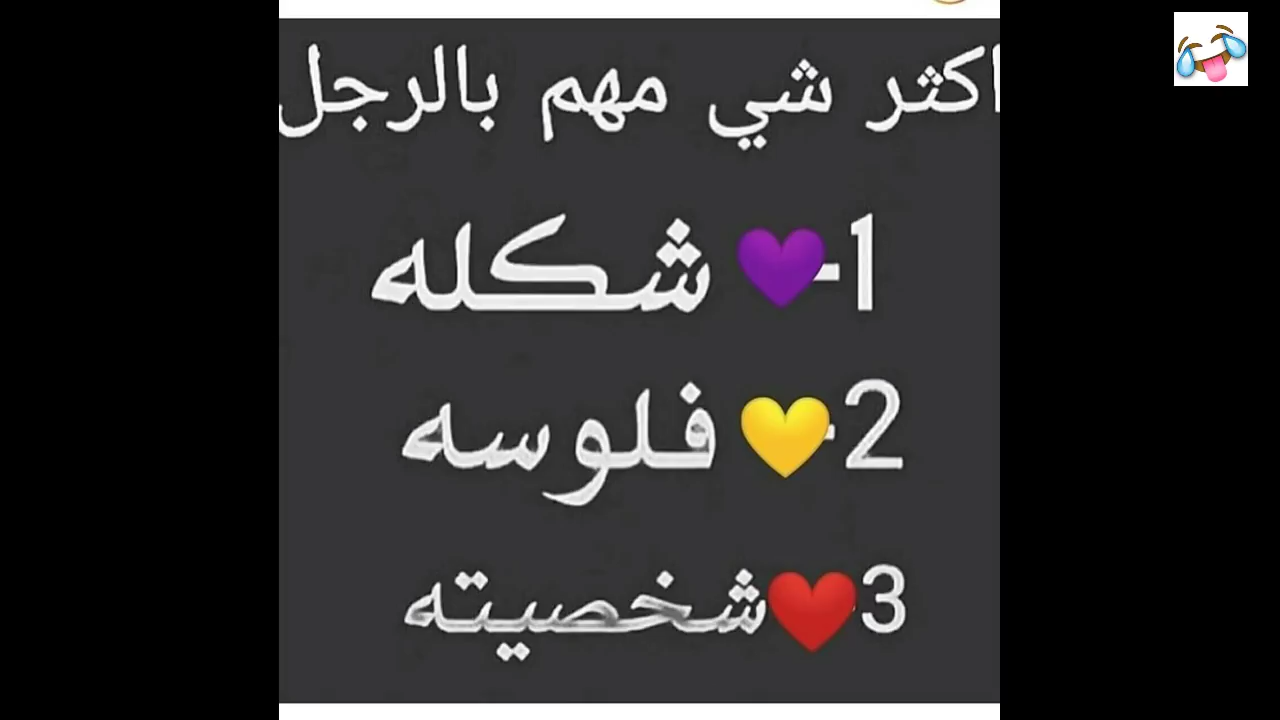 اكثر شي مهم بالرجل
1-💜 شكله
2-💛 فلوسه
3❤️شخصيته